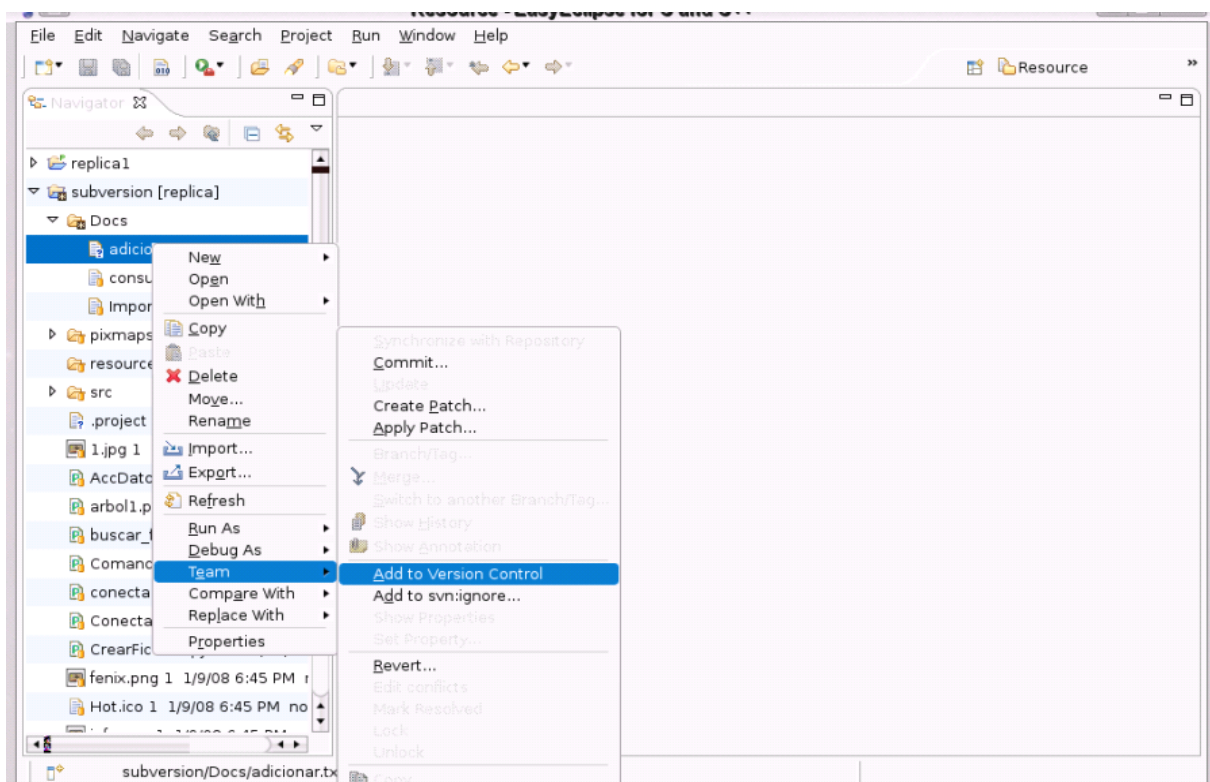 Resource - EasyEclipse for C and C++
File Edit Navigate Search Project Run Window Help
Resource »
Navigator
replica1
subversion [replica]
Docs
adicio
consu
Impor
pixmaps
resource
src
.project
1.jpg 1
AccDato
arbol1.p
buscar_f
Comand
conecta
Conecta
CrearFic
fenix.png 1 1/9/08 6:45 PM
Hot.ico 1 1/9/08 6:45 PM no
New
Open
Open With
Copy
Paste
Delete
Move...
Rename
Import...
Export...
Refresh
Run As
Debug As
Team
Compare With
Replace With
Properties
Synchronize with Repository
Commit...
Update
Create Patch...
Apply Patch...
Branch/Tag...
Merge...
Switch to another Branch/Tag...
Show History
Show Annotation
Add to Version Control
Add to svn:ignore...
Show Properties
Set Property...
Revert...
Edit conflicts
Mark Resolved
Lock
Unlock
Copy
subversion/Docs/adicionar.tx